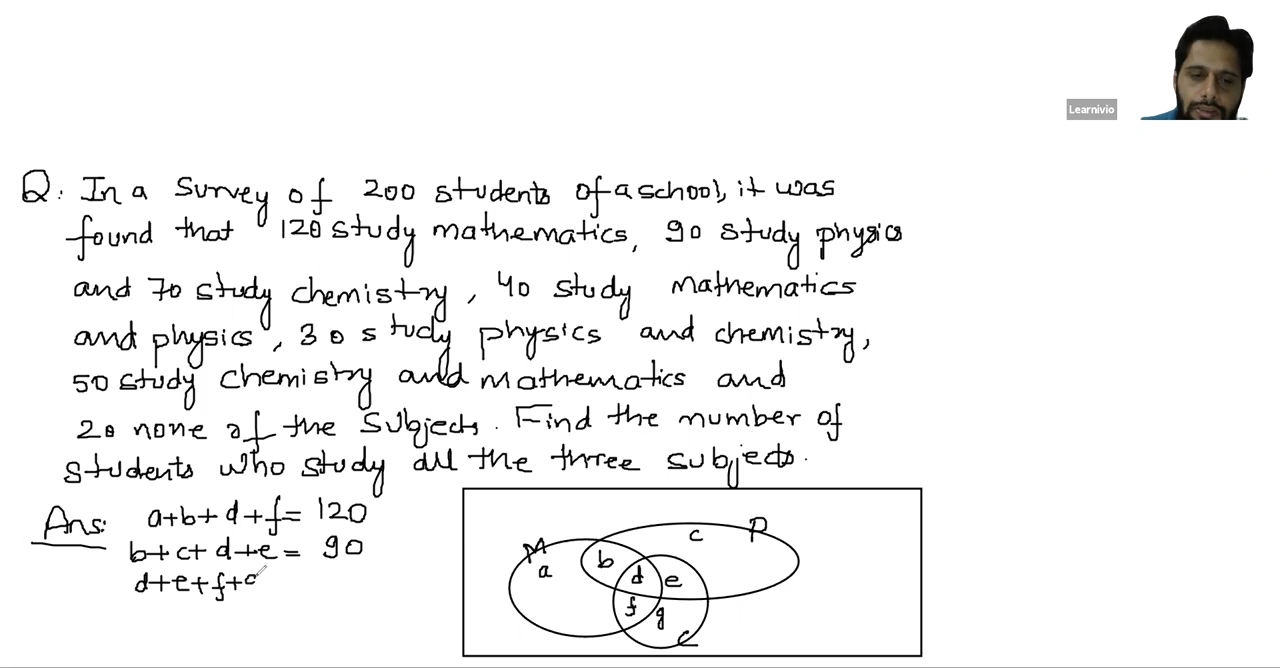 Learnivio
Q: In a survey of 200 students of a school, it was
found that 120 study mathematics, 90 study physics
and 70 study chemistry, 40 study mathematics
and physics, 30 study physics and chemistry,
50 study chemistry and mathematics and
20 none of the subjects. Find the number of
students who study all the three subjects.
Ans: a+b+d+f= 120
b+c+d+e= 90
d+e+f+
M
P
a
b
c
d
e
f
g
C